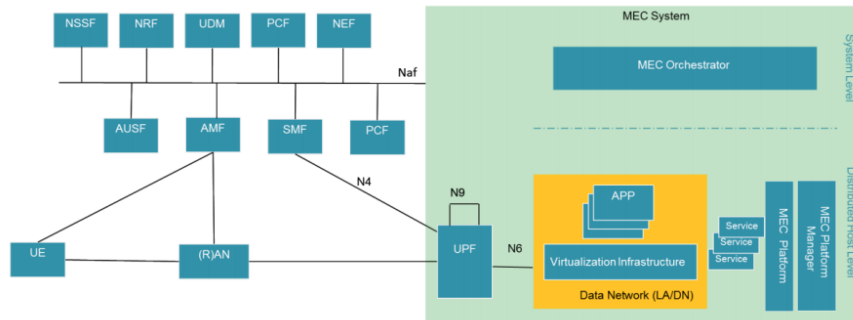 NSSF
NRF
UDM
PCF
NEF
MEC System
MEC Orchestrator
System Level
Naf
AUSF
AMF
SMF
PCF
N4
N9
UPF
N6
UE
(R)AN
APP
Virtualization Infrastructure
Data Network (LA/DN)
Service
Service
Service
MEC Platform
MEC Platform
Manager
Distributed Host Level